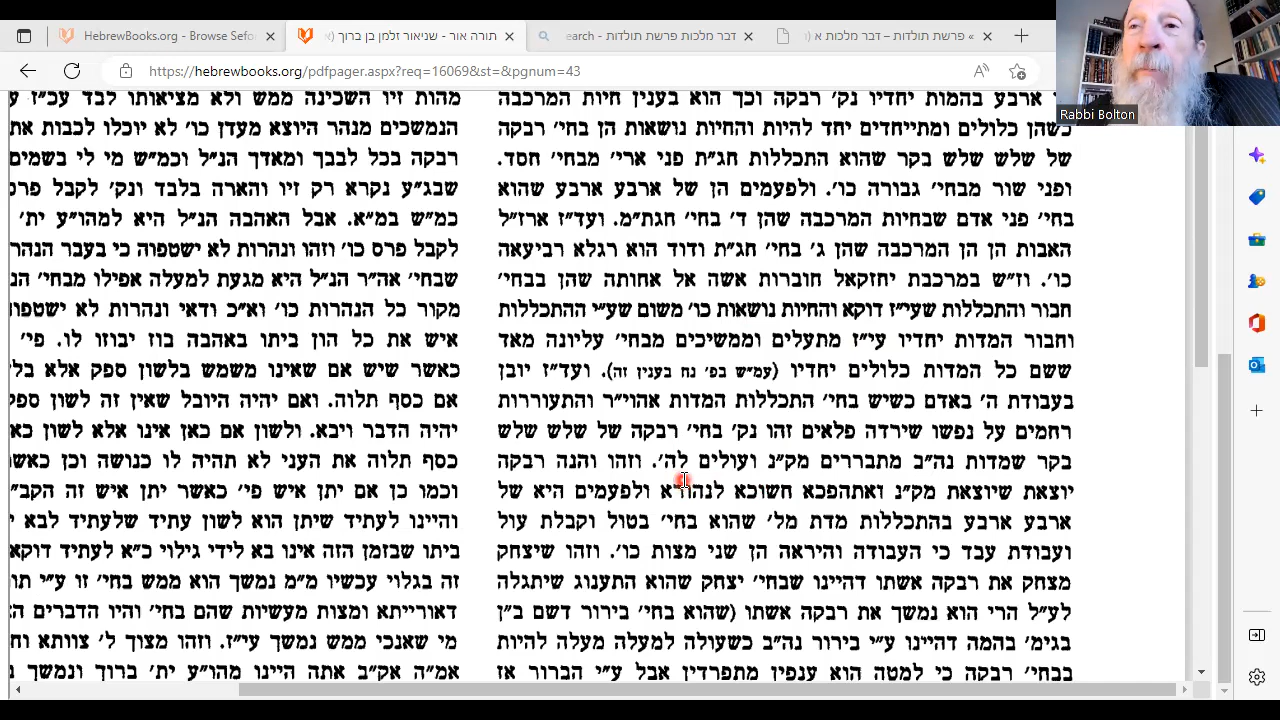 HebrewBooks.org - Browse Sefo
תורה אור - שניאור זלמן בן ברוך
דבר מלכות פרשת תולדות - earch
פרשת תולדות – דבר מלכות א «
https://hebrewbooks.org/pdfpager.aspx?req=16069&st=&pgnum=43
Rabbi Bolton
ארבע בהמות יחדיו נק׳ רבקה וכך הוא בענין חיות המרכבה
כשהן כלולים ומתייחדים יחד להיות והחיות נושאות הן בחי׳ רבקה
של שלש שלש בקר שהוא התכללות חג״ת פני ארי׳ מבחי׳ חסד.
ופני שור מבחי׳ גבורה כו׳. ולפעמים הן של ארבע ארבע שהוא
בחי׳ פני אדם שבחיות המרכבה שהן ד׳ בחי׳ חגת״מ. ועד״ז ארז״ל
האבות הן הן המרכבה שהן ג׳ בחי׳ חג״ת ודוד הוא רגלא רביעאה
כו׳. וז״ש במרכבת יחזקאל חוברות אשה אל אחותה שהן בבחי׳
חבור והתכללות שעי״ז דוקא והחיות נושאות כו׳ משום שע״י ההתכללות
וחבור המדות יחדיו עי״ז מתעלים וממשיכים מבחי׳ עליונה מאד
ששם כל המדות כלולים יחדיו (עמ״ש בפ׳ נח בענין זה). ועד״ז יובן
בעבודת ה׳ באדם כשיש בחי׳ התכללות המדות אהוי״ר והתעוררות
רחמים על נפשו שירדה פלאים זהו נק׳ בחי׳ רבקה של שלש שלש
בקר שמדות נה״ב מתבררים מק״נ ועולים לה׳. וזהו והנה רבקה
יוצאת שיוצאת מק״נ ואתהפכא חשוכא לנהורא ולפעמים היא של
ארבע ארבע בהתכללות מדת מל׳ שהוא בחי׳ בטול וקבלת עול
ועבודת עבד כי העבודה והיראה הן שני מצות כו׳. וזהו שיצחק
מצחק את רבקה אשתו דהיינו שבחי׳ יצחק שהוא התענוג שיתגלה
לע״ל הרי הוא נמשך את רבקה אשתו (שהוא בחי׳ בירור דשם ב״ן
בגימ׳ בהמה דהיינו ע״י בירור נה״ב כשעולה למעלה מעלה להיות
בבחי׳ רבקה כי למטה הוא ענפין מתפרדין אבל ע״י הברור אז
מהות זיו השכינה ממש ולא מציאותו לבד עכ״ז
הנמשכים מנהר היוצא מעדן כו׳ לא יוכלו לכבות את
רבקה בכל לבבך ומאדך הנ״ל וכמ״ש מי לי בשמים
שבג״ע נקרא רק זיו והארה בלבד ונק׳ לקבל פרס
כמ״ש במ״א. אבל האהבה הנ״ל היא למהו״ע ית׳
לקבל פרס כו׳ וזהו ונהרות לא ישטפוה כי בעבר הנהר
שבחי׳ אה״ר הנ״ל היא מגעת למעלה אפילו מבחי׳
מקור כל הנהרות כו׳ וא״כ ודאי ונהרות לא ישטפוה
איש את כל הון ביתו באהבה בוז יבוזו לו. פי׳
כאשר שיש אם שאינו משמש בלשון ספק אלא
אם כסף תלוה. ואם יהיה היובל שאין זה לשון ספק
יהיה הדבר ויבא. ולשון אם כאן אינו אלא לשון
כסף תלוה את העני לא תהיה לו כנושה וכן
וכמו כן אם יתן איש פי׳ כאשר יתן איש זה הקב״
והיינו לעתיד שיתן הוא לשון עתיד שלעתיד לבא
ביתו שבזמן הזה אינו בא לידי גילוי כ״א לעתיד דוקא
זה בגלוי עכשיו מ״מ נמשך הוא ממש בחי׳ זו ע״י
דאורייתא ומצות מעשיות שהם בחי׳ והיו הדברים
מי שאנכי ממש נמשך עי״ז. וזהו מצוך ל׳ צוותא
אמ״ה אק״ב אתה היינו מהו״ע ית׳ ברוך ונמשך